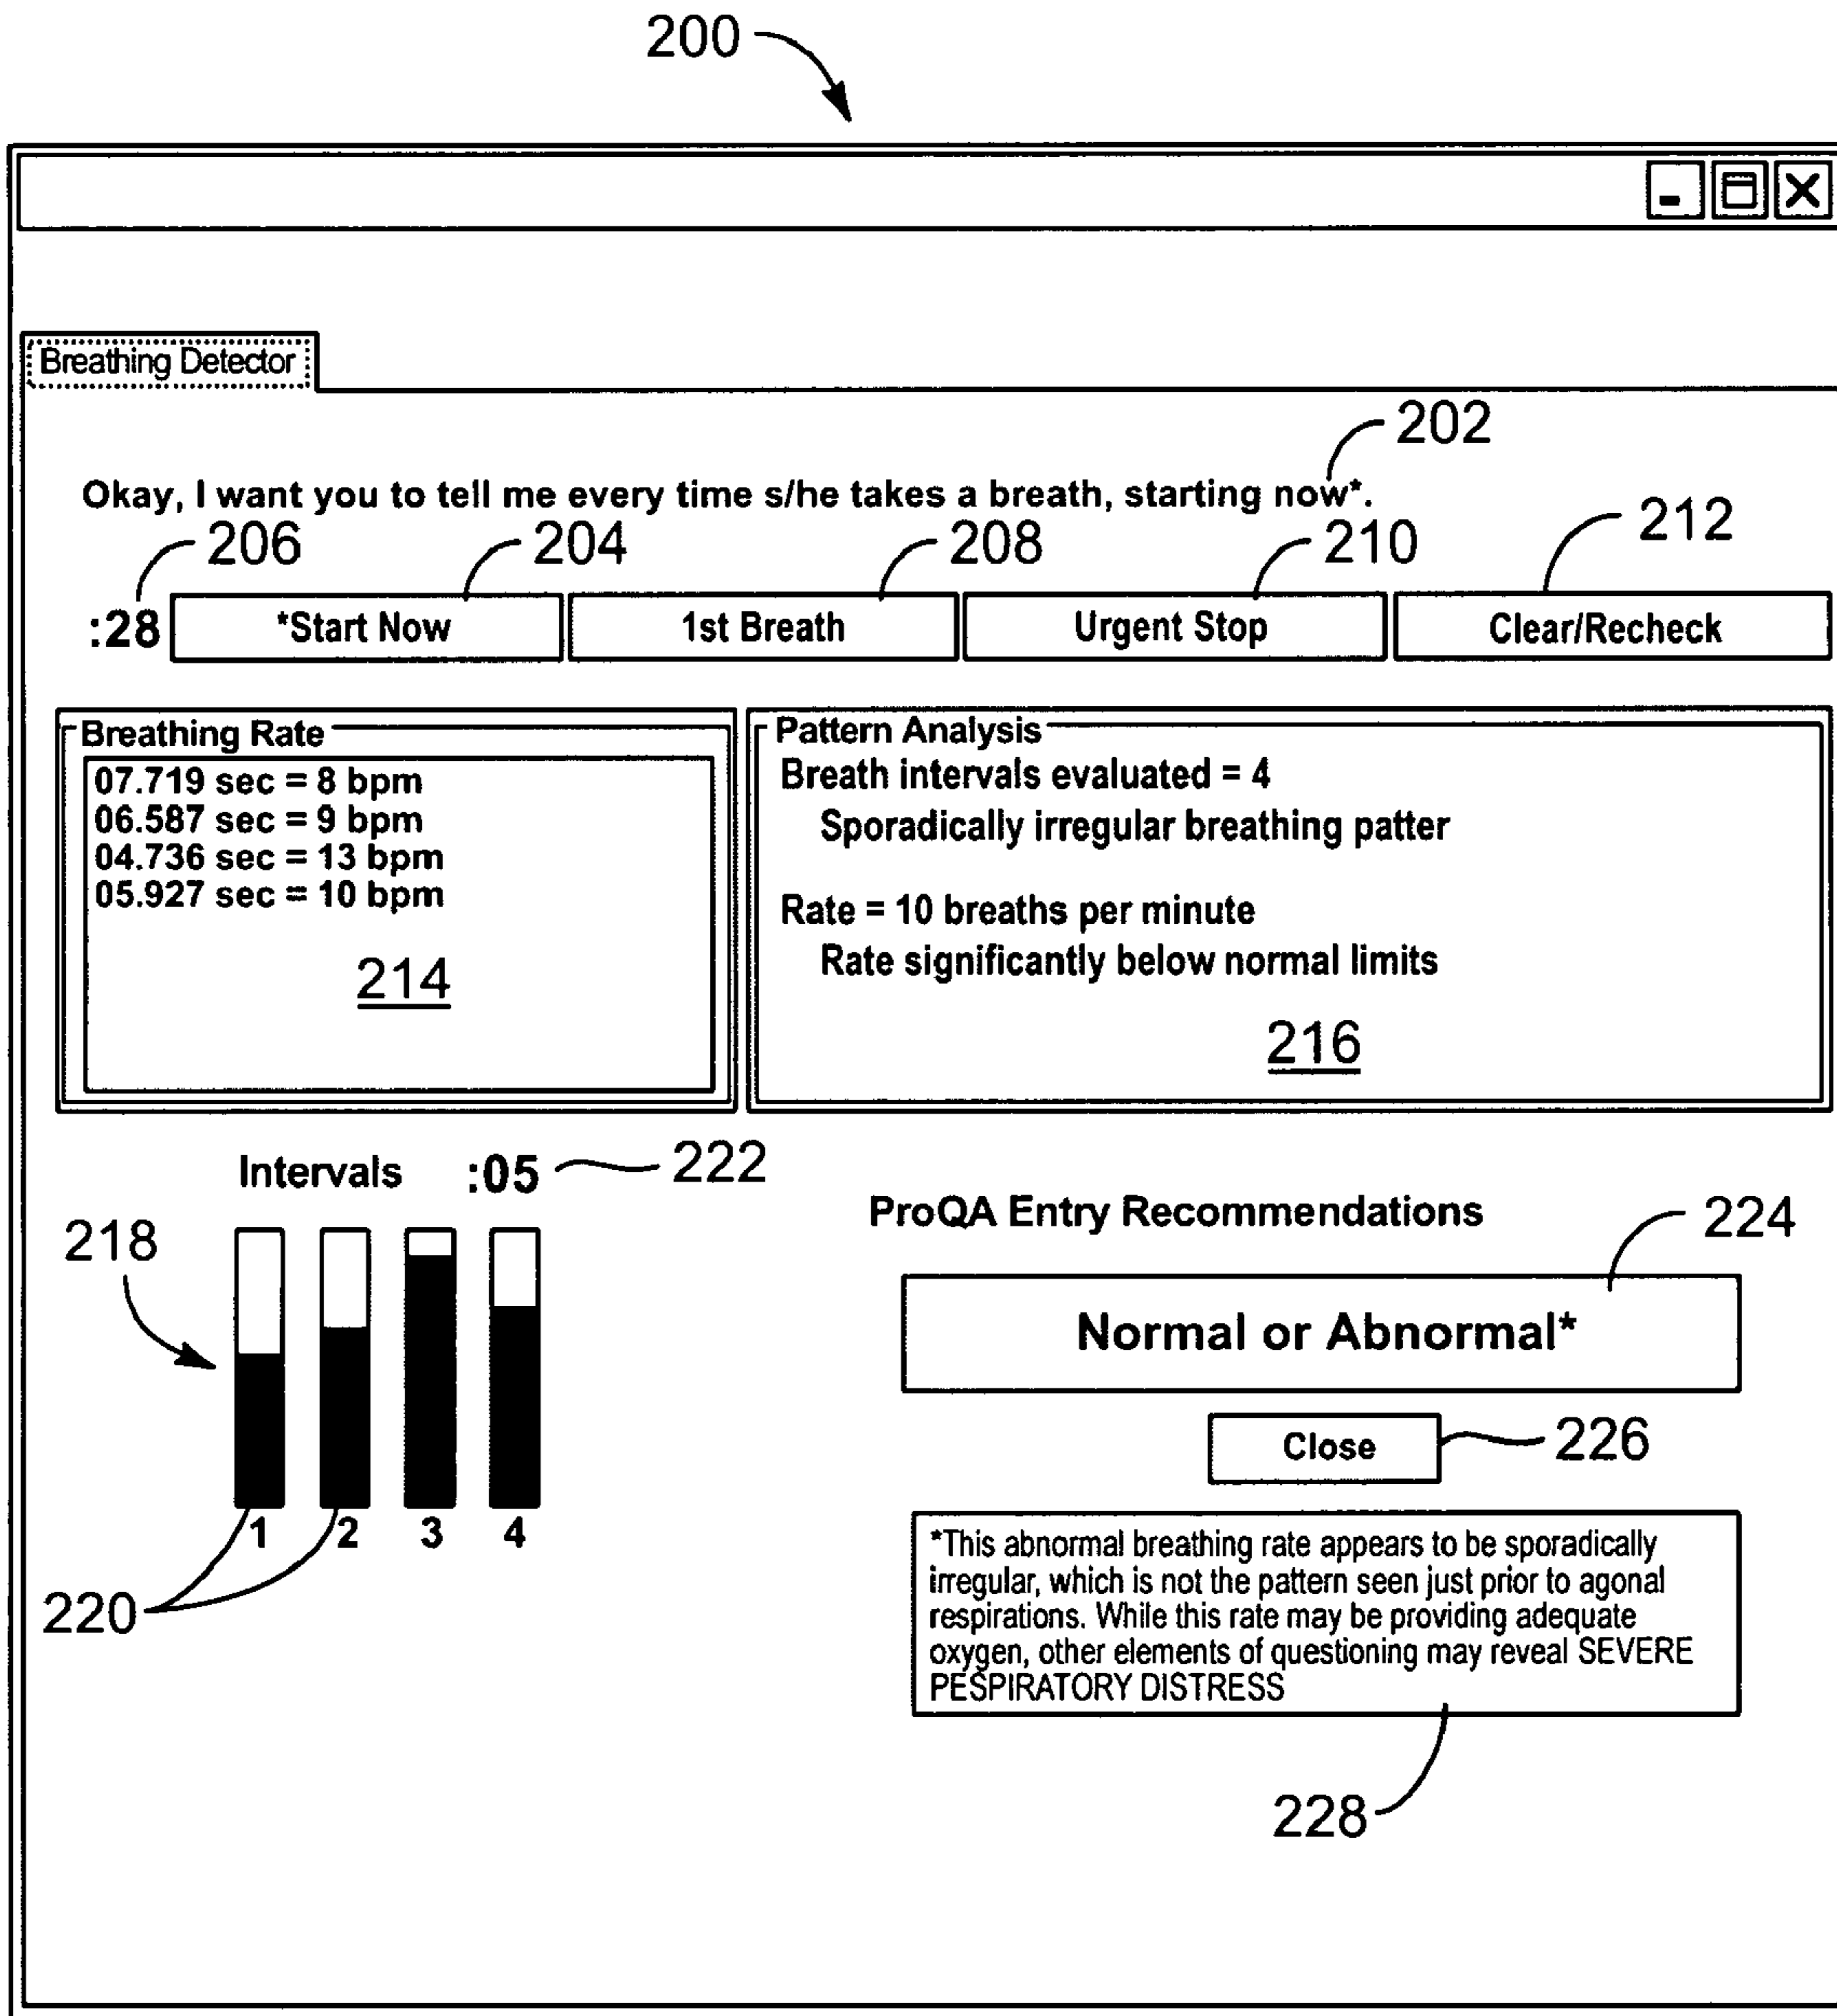 200
Breathing Detector
202
Okay, I want you to tell me every time s/he takes a breath, starting now*.
206 204 208 210 212
:28 *Start Now 1st Breath Urgent Stop Clear/Recheck
Breathing Rate
07.719 sec = 8 bpm
06.587 sec = 9 bpm
04.736 sec = 13 bpm
05.927 sec = 10 bpm
214
Pattern Analysis
Breath intervals evaluated = 4
Sporadically irregular breathing patter
Rate = 10 breaths per minute
Rate significantly below normal limits
216
Intervals :05 222
218
1 2 3 4
220
ProQA Entry Recommendations
224
Normal or Abnormal*
Close 226
*This abnormal breathing rate appears to be sporadically
irregular, which is not the pattern seen just prior to agonal
respirations. While this rate may be providing adequate
oxygen, other elements of questioning may reveal SEVERE
PESPIRATORY DISTRESS
228